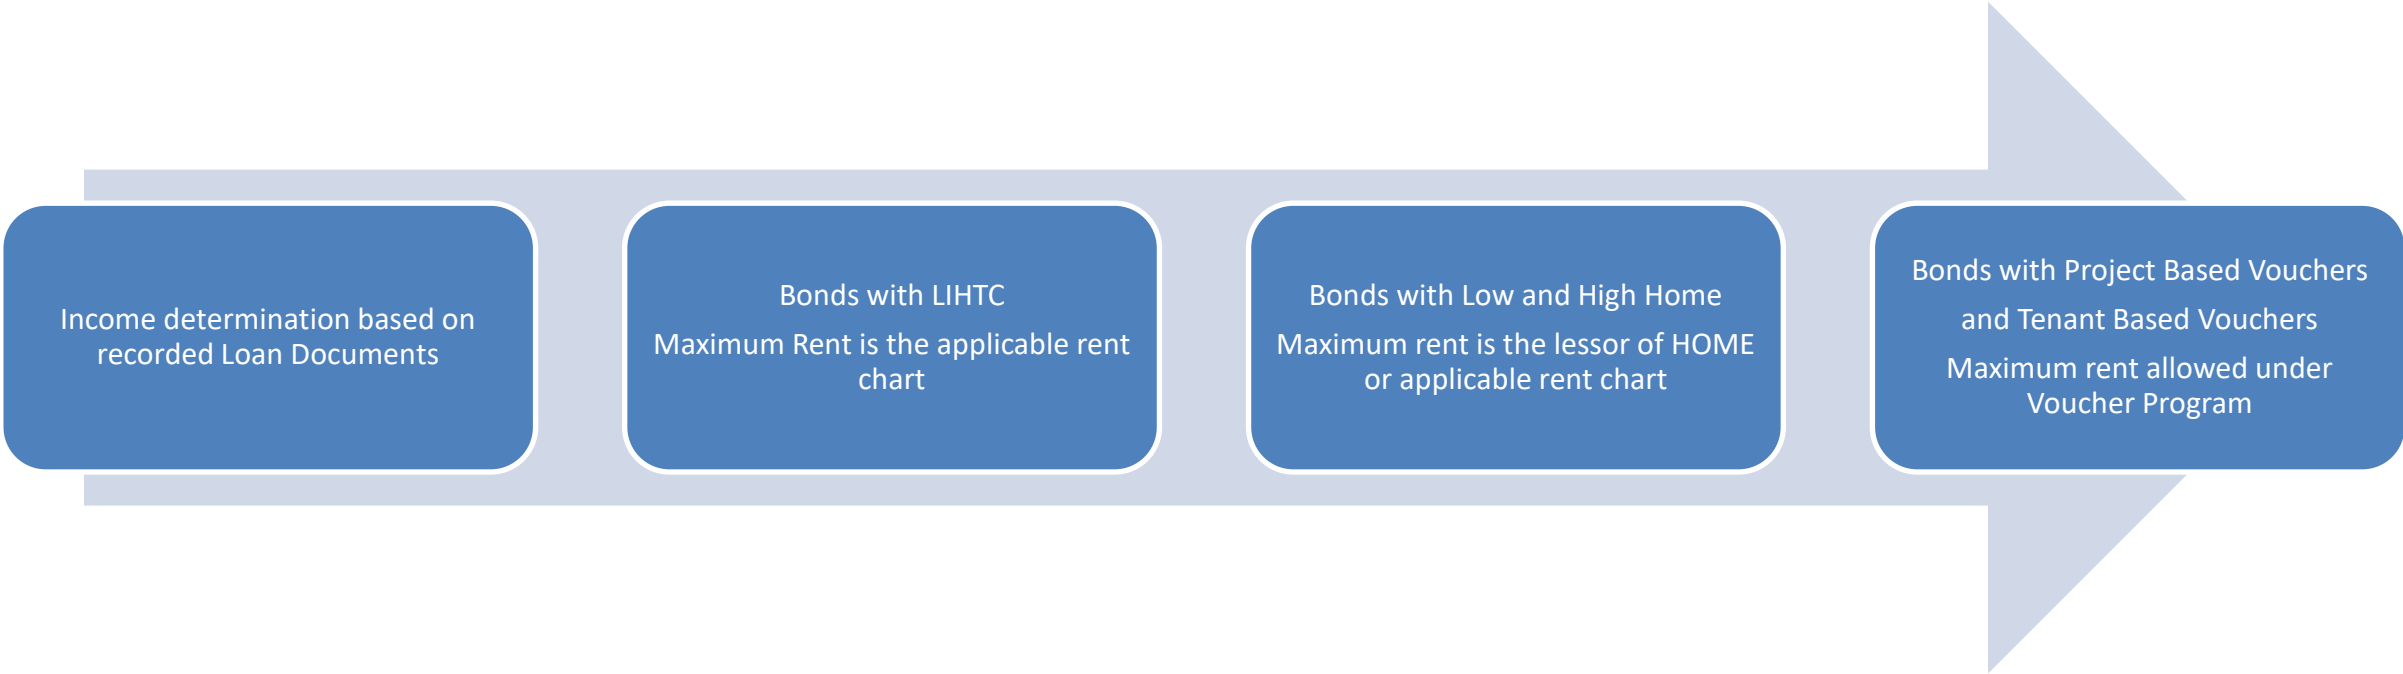 Income determination based on
recorded Loan Documents
Bonds with LIHTC
Maximum Rent is the applicable rent
chart
Bonds with Low and High Home
Maximum rent is the lessor of HOME
or applicable rent chart
Bonds with Project Based Vouchers
and Tenant Based Vouchers
Maximum rent allowed under
Voucher Program